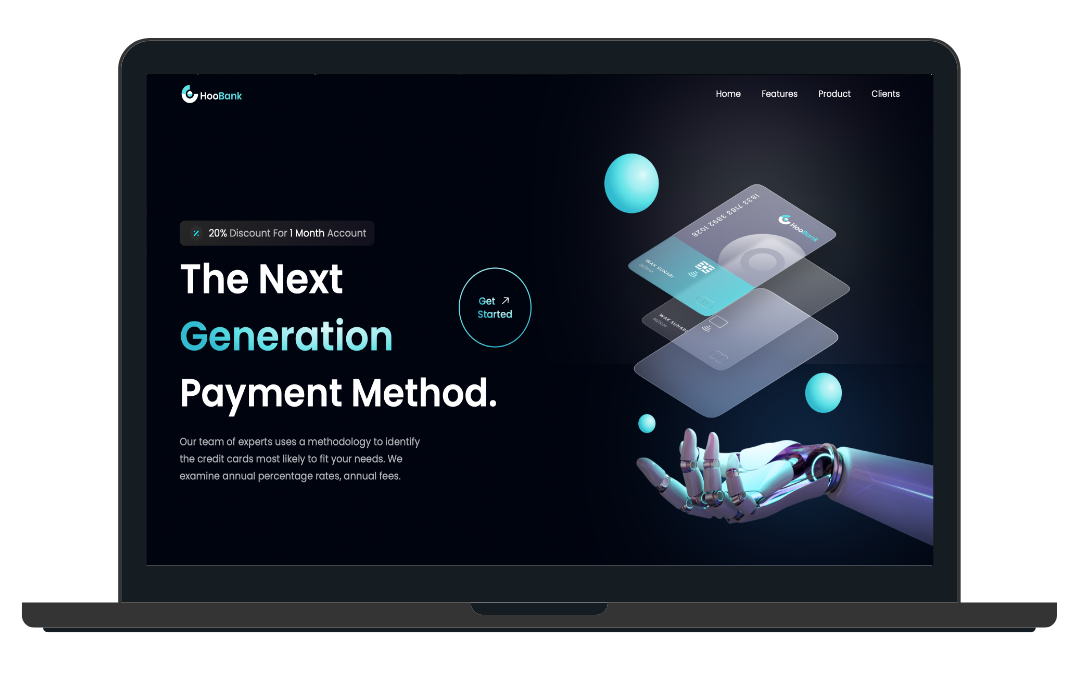 HooBank
Home Features Product Clients
20% Discount For 1 Month Account
The Next
Generation
Payment Method.
Get
Started
Our team of experts uses a methodology to identify
the credit cards most likely to fit your needs. We
examine annual percentage rates, annual fees.
HooBank